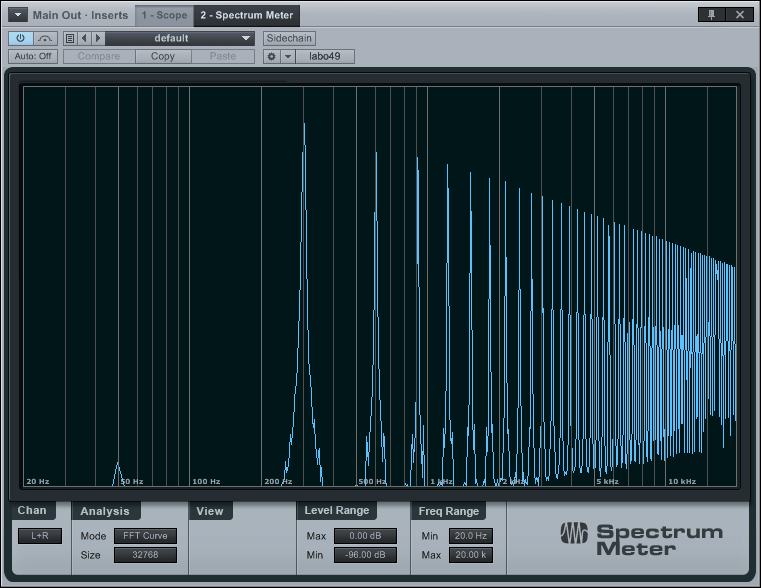 Main Out · Inserts 1 - Scope 2 - Spectrum Meter
default Sidechain
Auto: Off Compare Copy Paste labo49
20 Hz 50 Hz 100 Hz 200 Hz 500 Hz 1 kHz 2 kHz 5 kHz 10 kHz
Chan Analysis View Level Range Freq Range
L+R Mode FFT Curve Max 0.00 dB Min 20.0 Hz
Size 32768 Min -96.00 dB Max 20.00 k
Spectrum
Meter